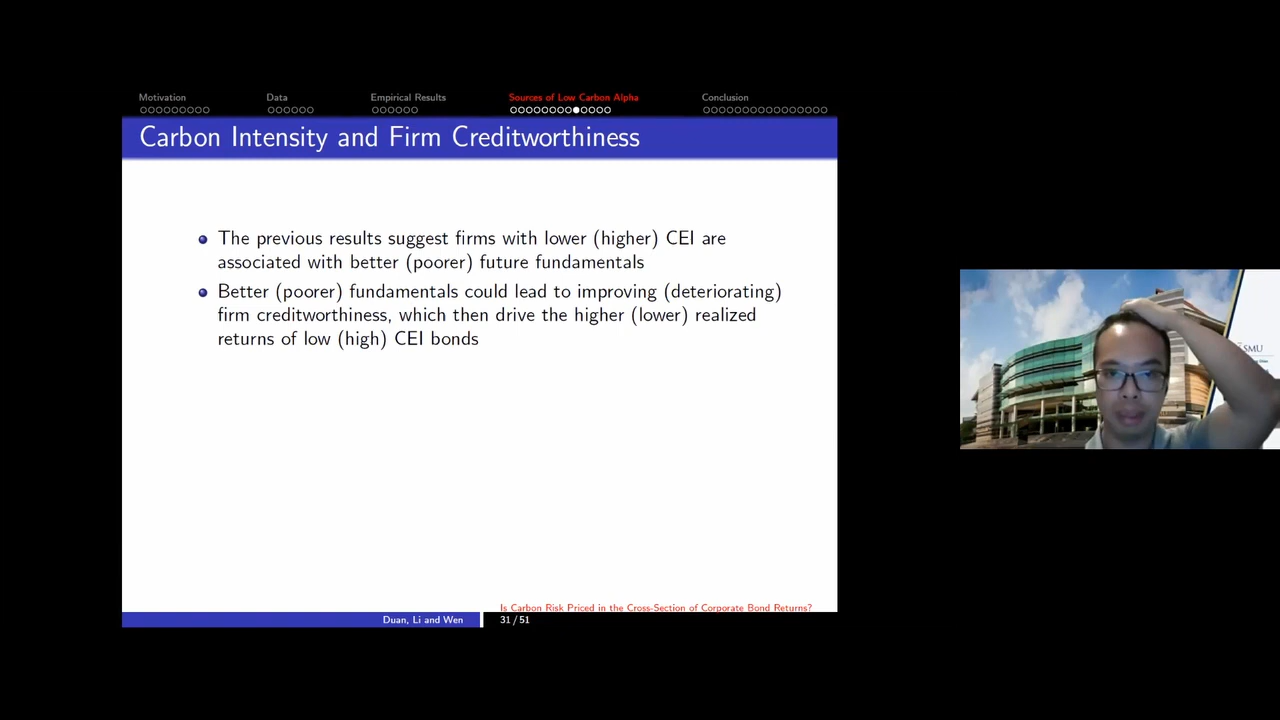 Motivation Data Empirical Results Sources of Low Carbon Alpha Conclusion
Carbon Intensity and Firm Creditworthiness
The previous results suggest firms with lower (higher) CEI are
associated with better (poorer) future fundamentals
Better (poorer) fundamentals could lead to improving (deteriorating)
firm creditworthiness, which then drive the higher (lower) realized
returns of low (high) CEI bonds
SMU
Is Carbon Risk Priced in the Cross-Section of Corporate Bond Returns?
Duan, Li and Wen 31 / 51